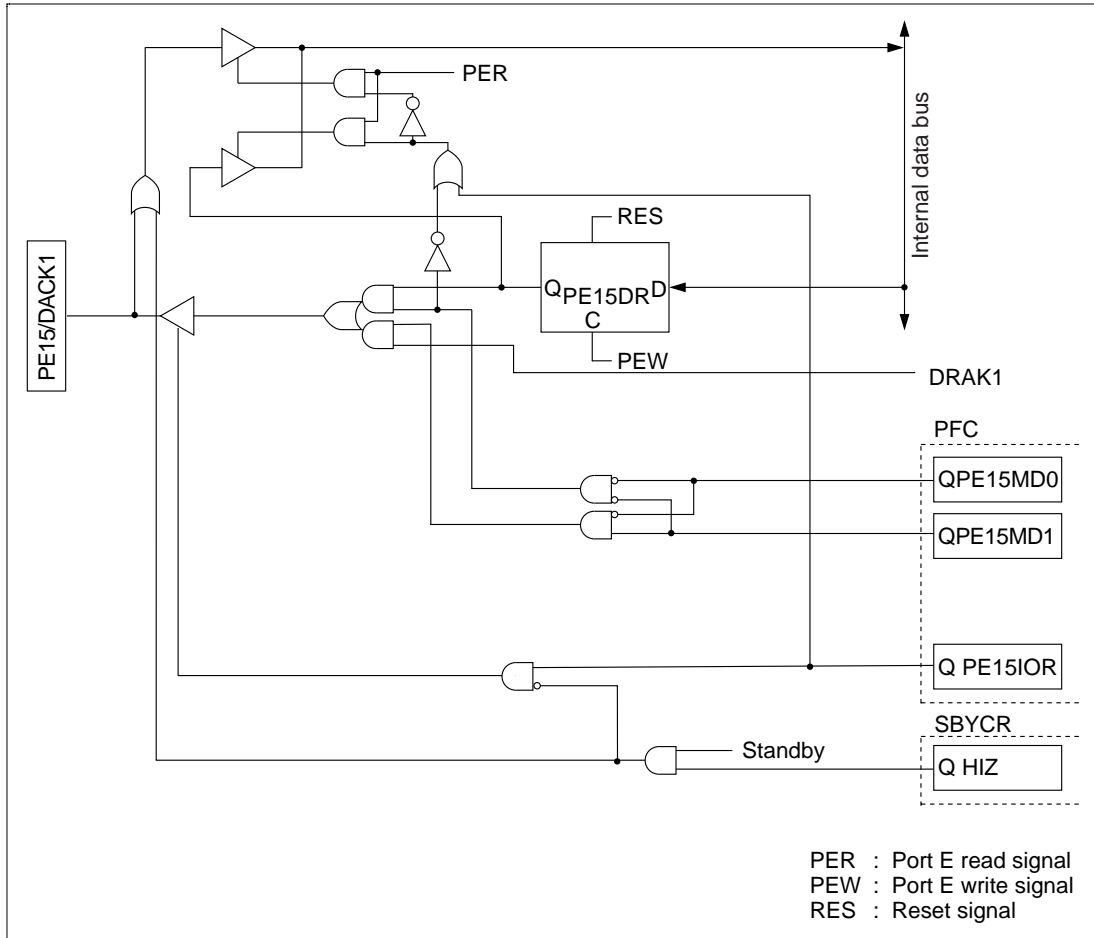 PER
Internal data bus
RES
Q PE15DR D
C
PE15/DACK1
PEW
DRAK1
PFC
QPE15MD0
QPE15MD1
Q PE15IOR
SBYCR
Standby
Q HIZ
PER : Port E read signal
PEW : Port E write signal
RES : Reset signal